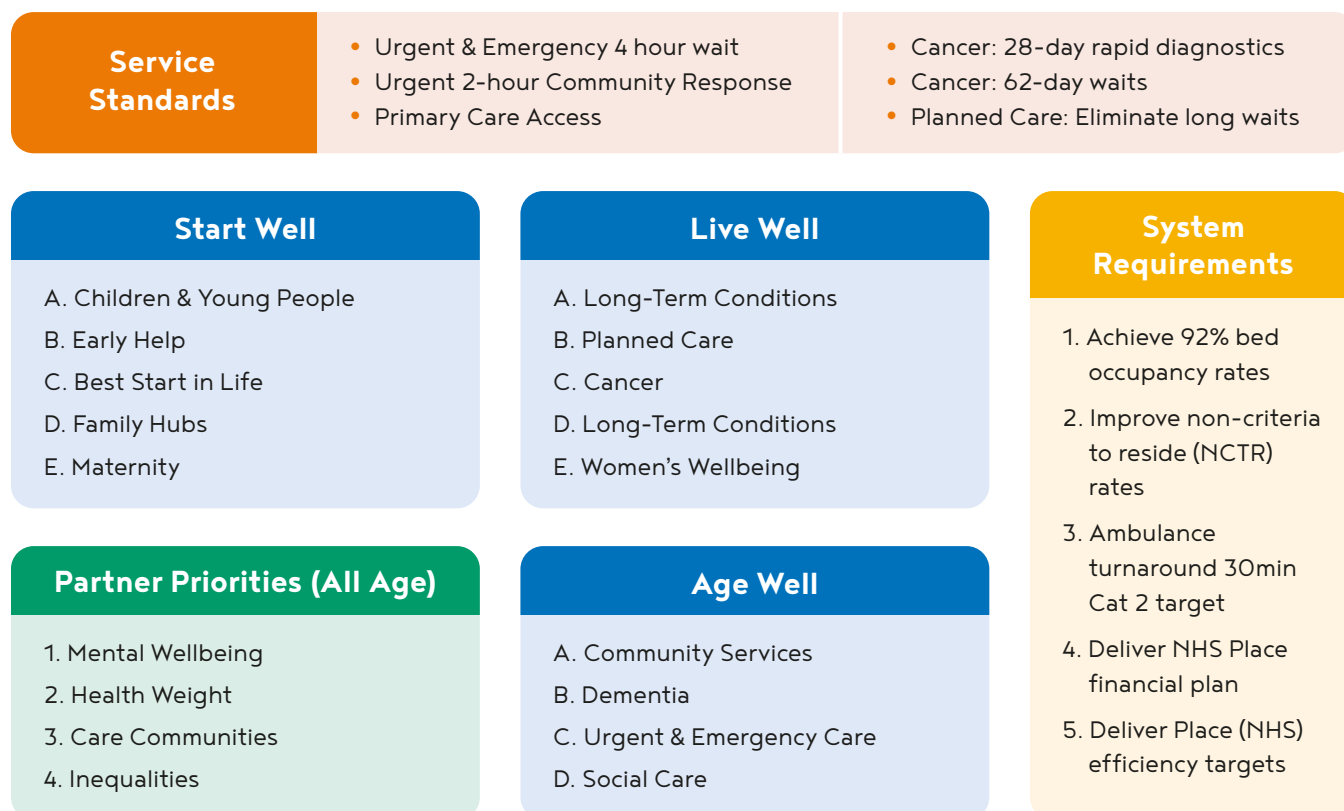 Service
Standards
• Urgent & Emergency 4 hour wait
• Urgent 2-hour Community Response
• Primary Care Access
• Cancer: 28-day rapid diagnostics
• Cancer: 62-day waits
• Planned Care: Eliminate long waits
Start Well
A. Children & Young People
B. Early Help
C. Best Start in Life
D. Family Hubs
E. Maternity
Live Well
A. Long-Term Conditions
B. Planned Care
C. Cancer
D. Long-Term Conditions
E. Women's Wellbeing
System
Requirements
1. Achieve 92% bed
occupancy rates
2. Improve non-criteria
to reside (NCTR)
rates
3. Ambulance
turnaround 30min
Cat 2 target
4. Deliver NHS Place
financial plan
5. Deliver Place (NHS)
efficiency targets
Partner Priorities (All Age)
1. Mental Wellbeing
2. Health Weight
3. Care Communities
4. Inequalities
Age Well
A. Community Services
B. Dementia
C. Urgent & Emergency Care
D. Social Care